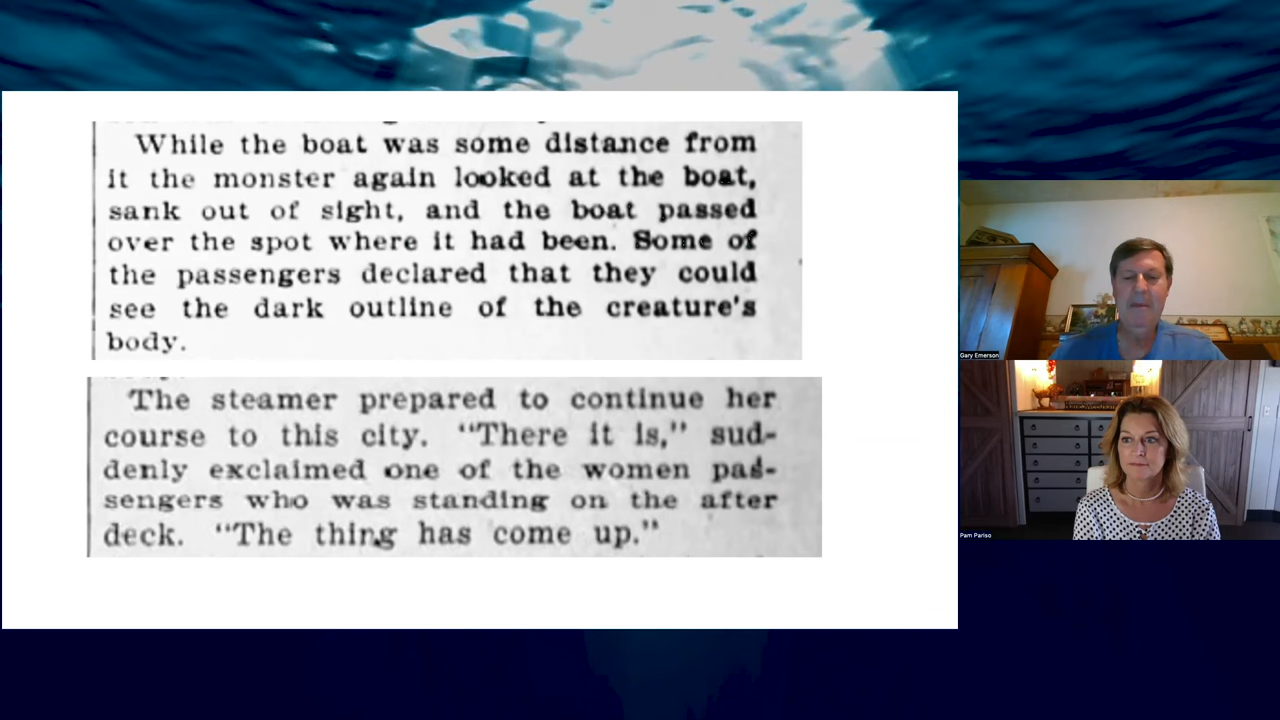 While the boat was some distance from
it the monster again looked at the boat,
sank out of sight, and the boat passed
over the spot where it had been. Some of
the passengers declared that they could
see the dark outline of the creature's
body.
The steamer prepared to continue her
course to this city. "There it is," sud-
denly exclaimed one of the women pas-
sengers who was standing on the after
deck. "The thing has come up."
Gary Emerson
Pam Pariso